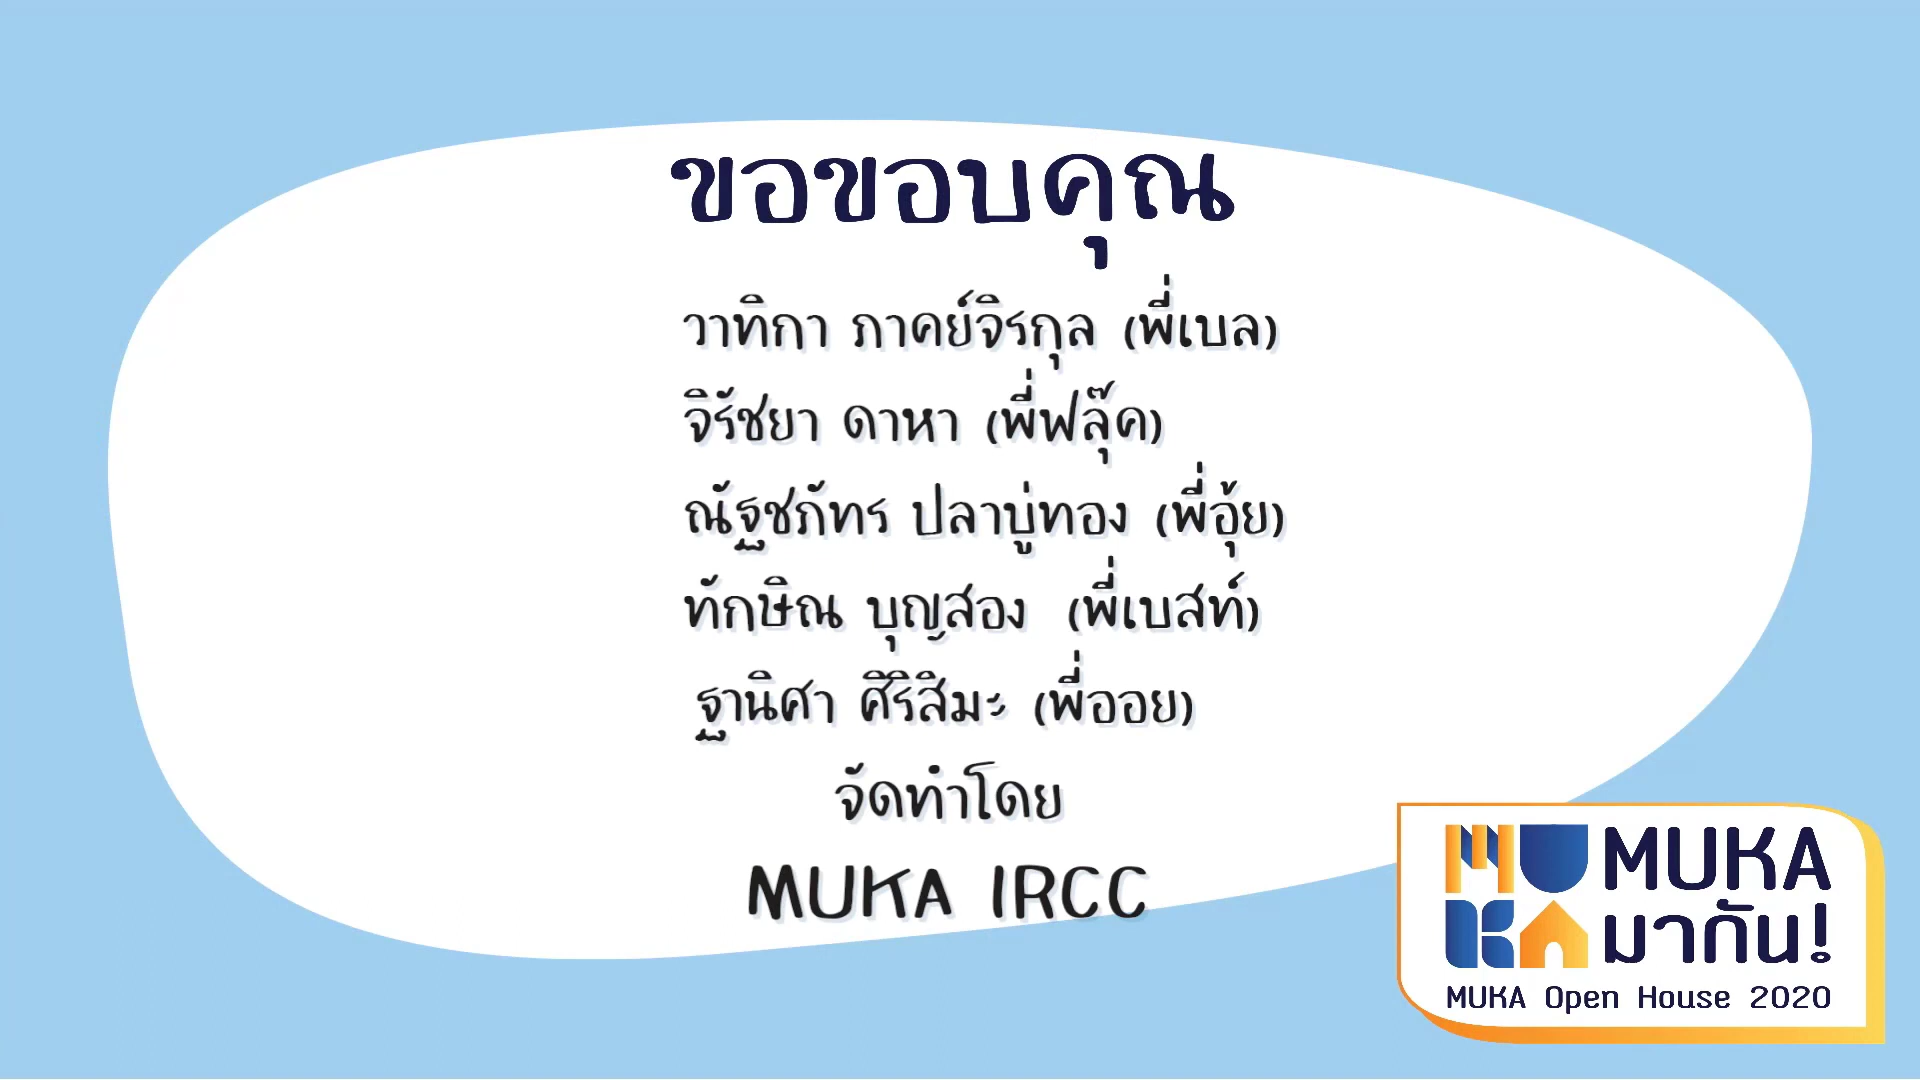 ขอขอบคุณ
วาทิกา ภาคย์จิรกุล (พี่เบล)
จิรัชยา ดาหา (พี่ฟลุ๊ค)
ณัฐชภัทร ปลาบู่ทอง (พี่อุ้ย)
ทักษิณ บุญสอง (พี่เบสท์)
ฐานิศา ศิริสิมะ (พี่ออย)
จัดทำโดย
MUKA IRCC
MUKA
MUKA
มากัน!
MUKA Open House 2020